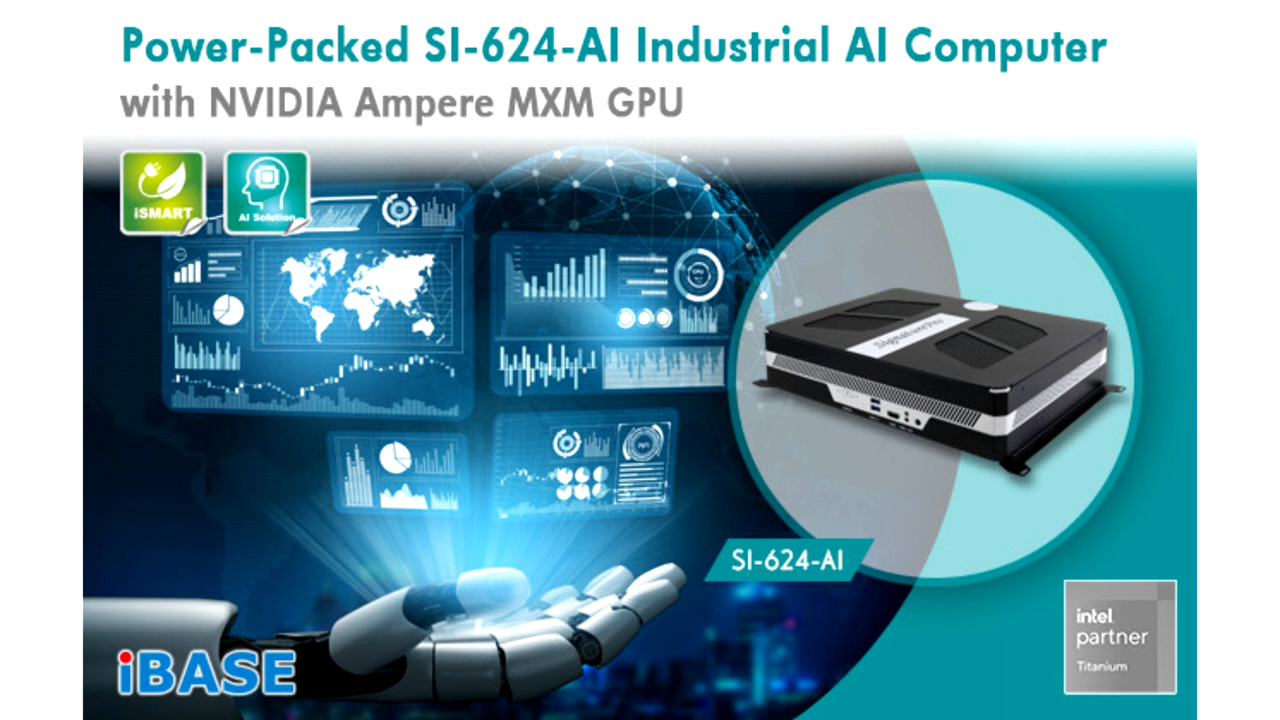 Power-Packed SI-624-AI Industrial AI Computer
with NVIDIA Ampere MXM GPU
iSMART
AI Solution
SignaturePro
SI-624-AI
iBASE
intel
partner
Titanium